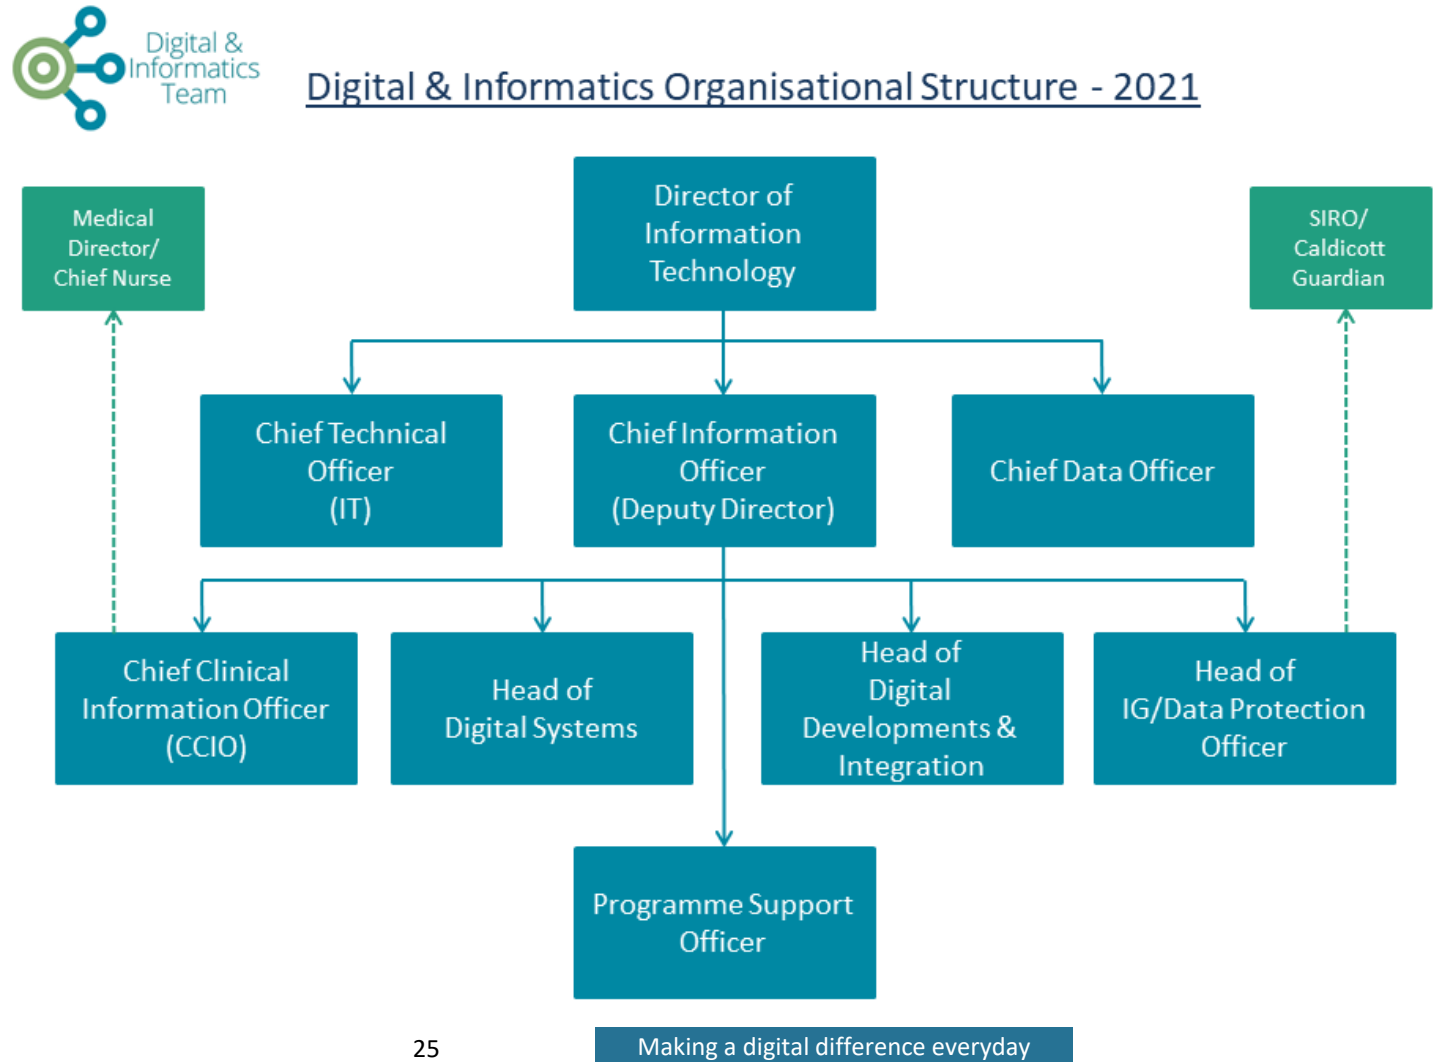 Digital &
Informatics
Team
Digital & Informatics Organisational Structure - 2021
Medical
Director/
Chief Nurse
Director of
Information
Technology
SIRO/
Caldicott
Guardian
Chief Technical
Officer
(IT)
Chief Information
Officer
(Deputy Director)
Chief Data Officer
Chief Clinical
Information Officer
(CCIO)
Head of
Digital Systems
Head of
Digital
Developments &
Integration
Head of
IG/Data Protection
Officer
Programme Support
Officer
25
Making a digital difference everyday